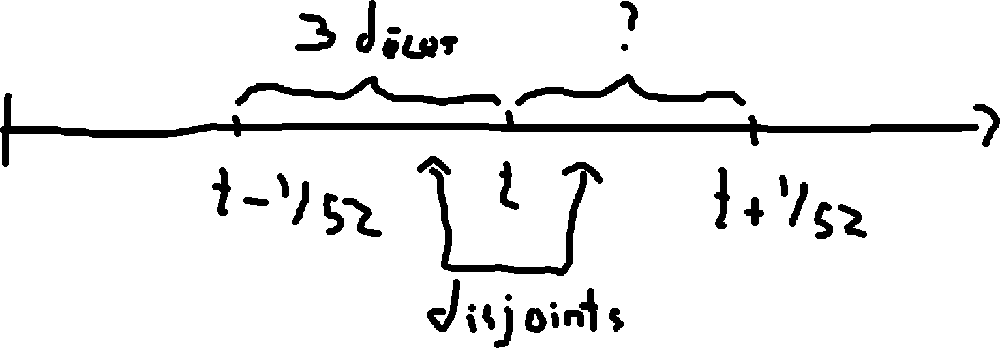 3 décès ?
t - 1/52 t t + 1/52
disjoints